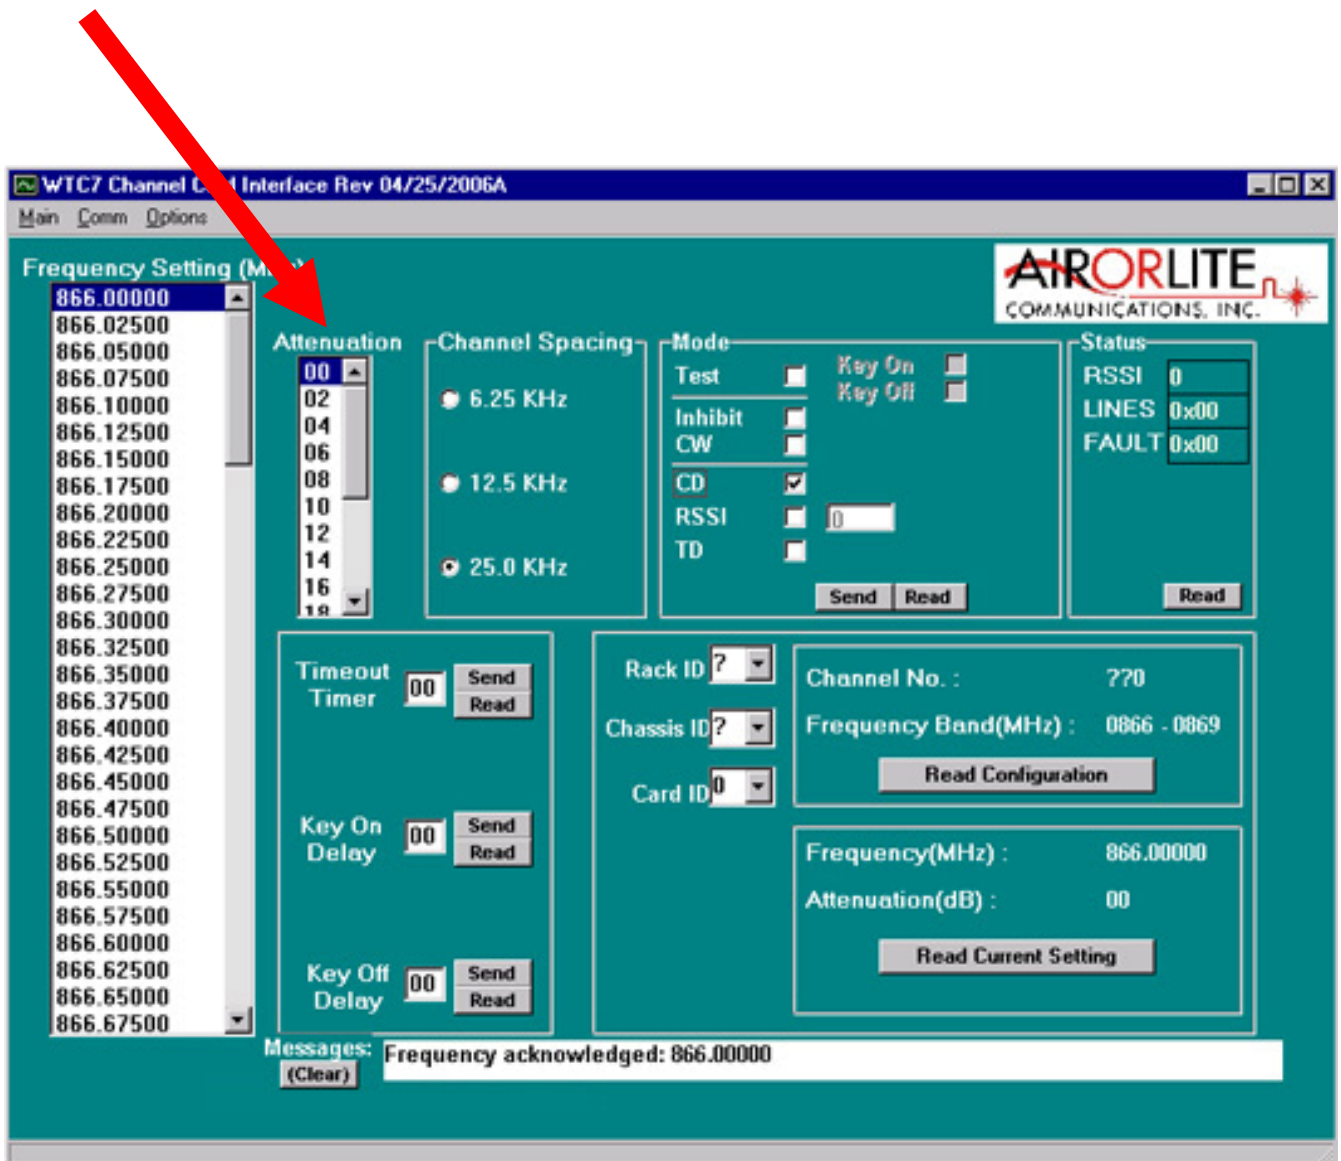 WTC7 Channel C d Interface Rev 04/25/2006A
Main Comm Options
AIRORLITE
COMMUNICATIONS, INC.
Frequency Setting (M
866.00000
866.02500
866.05000
866.07500
866.10000
866.12500
866.15000
866.17500
866.20000
866.22500
866.25000
866.27500
866.30000
866.32500
866.35000
866.37500
866.40000
866.42500
866.45000
866.47500
866.50000
866.52500
866.55000
866.57500
866.60000
866.62500
866.65000
866.67500
Attenuation
00
02
04
06
08
10
12
14
16
18
Channel Spacing
6.25 KHz
12.5 KHz
25.0 KHz
Mode
Test
Key On
Key Off
Inhibit
CW
CD
RSSI 0
TD
Send Read
Status
RSSI 0
LINES 0x00
FAULT 0x00
Read
Timeout
Timer
00
Send
Read
Key On
Delay
00
Send
Read
Key Off
Delay
00
Send
Read
Rack ID ?
Chassis ID ?
Card ID 0
Channel No. : ??0
Frequency Band(MHz) : 0866 - 0869
Read Configuration
Frequency(MHz) : 866.00000
Attenuation(dB) : 00
Read Current Setting
Messages:
(Clear)
Frequency acknowledged: 866.00000